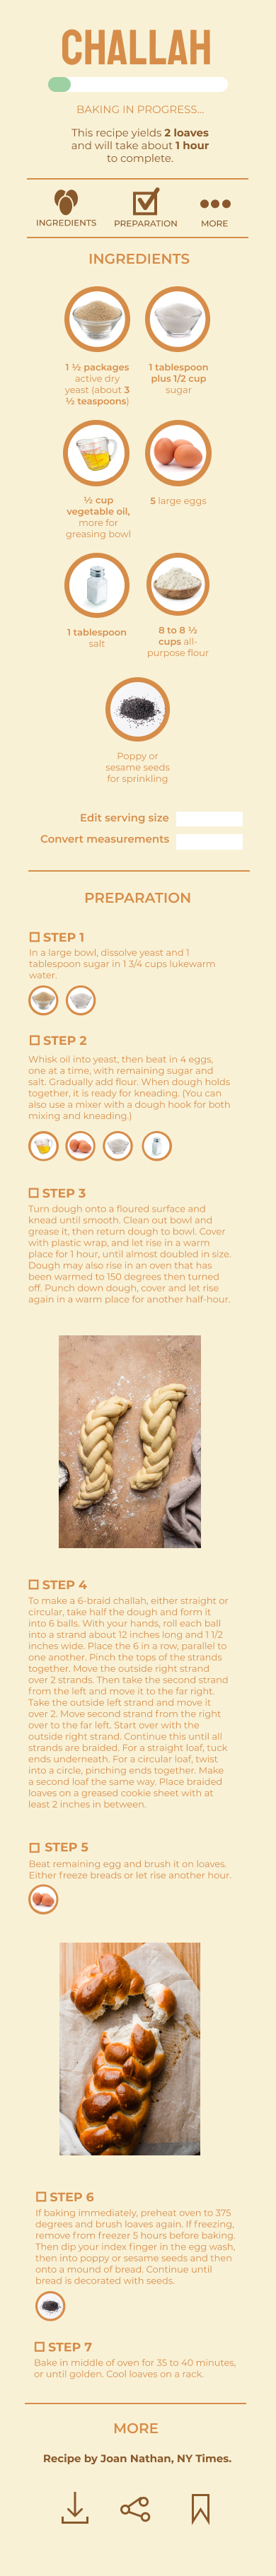 CHALLAH
BAKING IN PROGRESS...
This recipe yields 2 loaves
and will take about 1 hour
to complete.
INGREDIENTS
PREPARATION
MORE
INGREDIENTS
1 ½ packages
active dry
yeast (about 3
½ teaspoons)
1 tablespoon
plus 1/2 cup
sugar
½ cup
vegetable oil,
more for
greasing bowl
5 large eggs
1 tablespoon
salt
8 to 8 ½
cups all-
purpose flour
Poppy or
sesame seeds
for sprinkling
Edit serving size
Convert measurements
PREPARATION
STEP 1
In a large bowl, dissolve yeast and 1
tablespoon sugar in 1 3/4 cups lukewarm
water.
STEP 2
Whisk oil into yeast, then beat in 4 eggs,
one at a time, with remaining sugar and
salt. Gradually add flour. When dough holds
together, it is ready for kneading. (You can
also use a mixer with a dough hook for both
mixing and kneading.)
STEP 3
Turn dough onto a floured surface and
knead until smooth. Clean out bowl and
grease it, then return dough to bowl. Cover
with plastic wrap, and let rise in a warm
place for 1 hour, until almost doubled in size.
Dough may also rise in an oven that has
been warmed to 150 degrees then turned
off. Punch down dough, cover and let rise
again in a warm place for another half-hour.
STEP 4
To make a 6-braid challah, either straight or
circular, take half the dough and form it
into 6 balls. With your hands, roll each ball
into a strand about 12 inches long and 1 1/2
inches wide. Place the 6 in a row, parallel to
one another. Pinch the tops of the strands
together. Move the outside right strand
over 2 strands. Then take the second strand
from the left and move it to the far right.
Take the outside left strand and move it
over 2. Move second strand from the right
over to the far left. Start over with the
outside right strand. Continue this until all
strands are braided. For a straight loaf, tuck
ends underneath. For a circular loaf, twist
into a circle, pinching ends together. Make
a second loaf the same way. Place braided
loaves on a greased cookie sheet with at
least 2 inches in between.
STEP 5
Beat remaining egg and brush it on loaves.
Either freeze breads or let rise another hour.
STEP 6
If baking immediately, preheat oven to 375
degrees and brush loaves again. If freezing,
remove from freezer 5 hours before baking.
Then dip your index finger in the egg wash,
then into poppy or sesame seeds and then
onto a mound of bread. Continue until
bread is decorated with seeds.
STEP 7
Bake in middle of oven for 35 to 40 minutes,
or until golden. Cool loaves on a rack.
MORE
Recipe by Joan Nathan, NY Times.